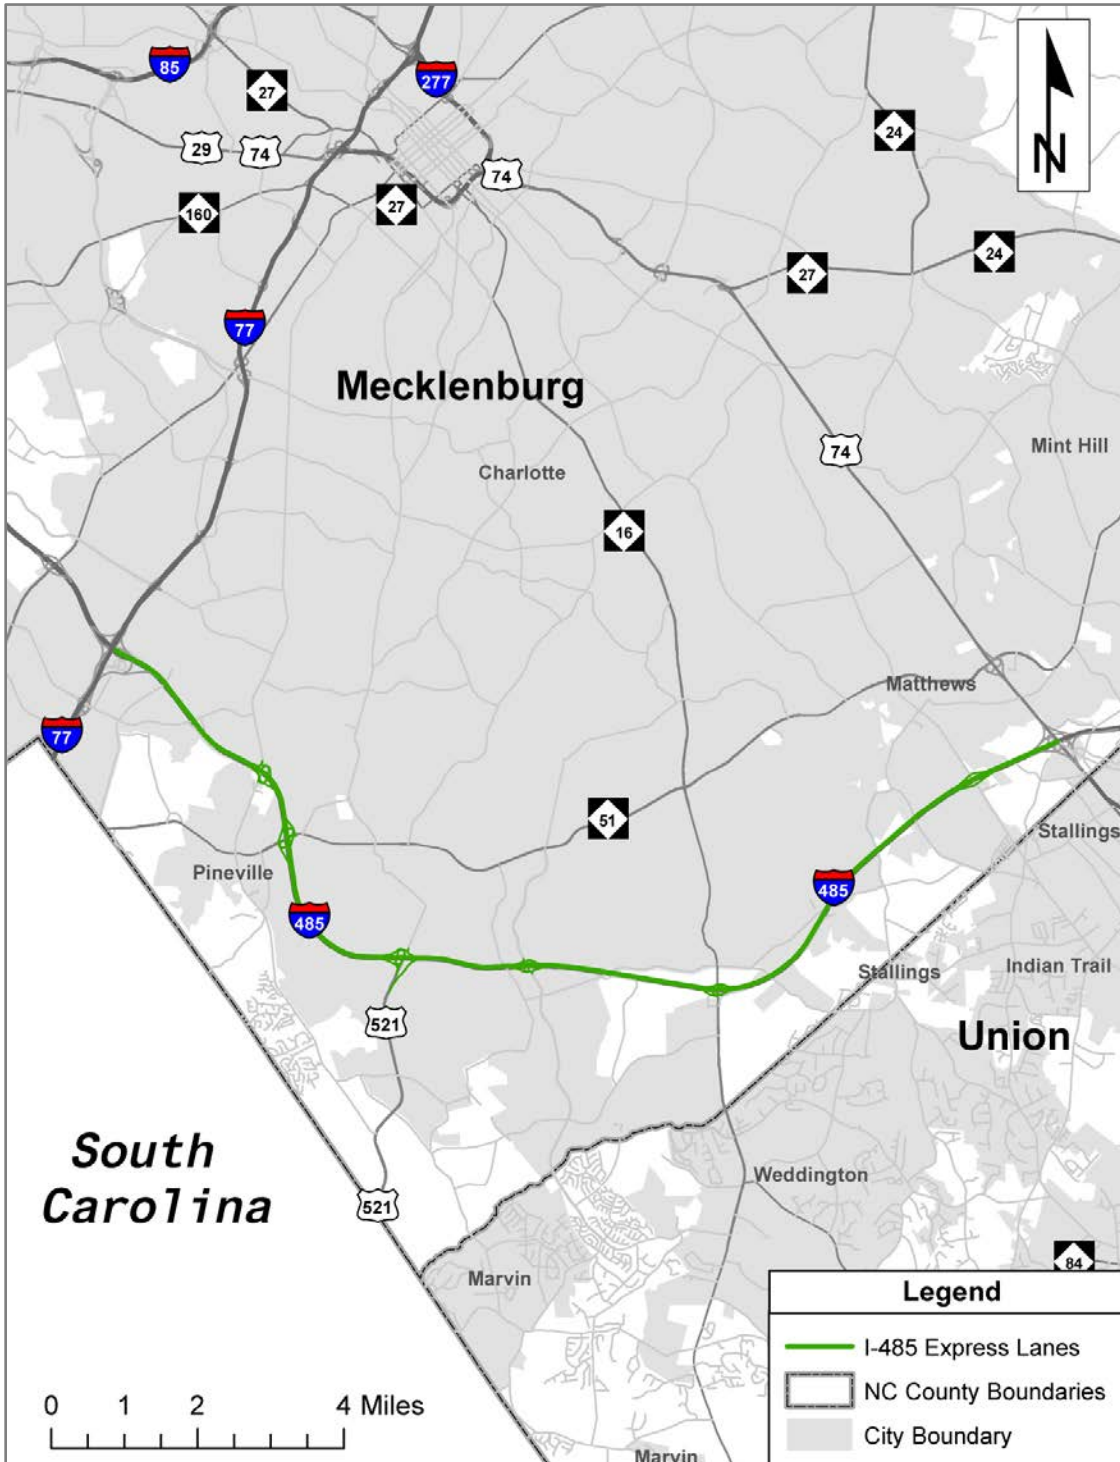 85
277
27
24
29
74
74
27
160
24
27
N
77
Mecklenburg
74
Mint Hill
Charlotte
16
Matthews
77
51
Stallings
Pineville
485
485
Stallings
Indian Trail
521
Union
South
Carolina
Weddington
521
84
Marvin
Legend
I-485 Express Lanes
NC County Boundaries
City Boundary
0 1 2 4 Miles
Marvin